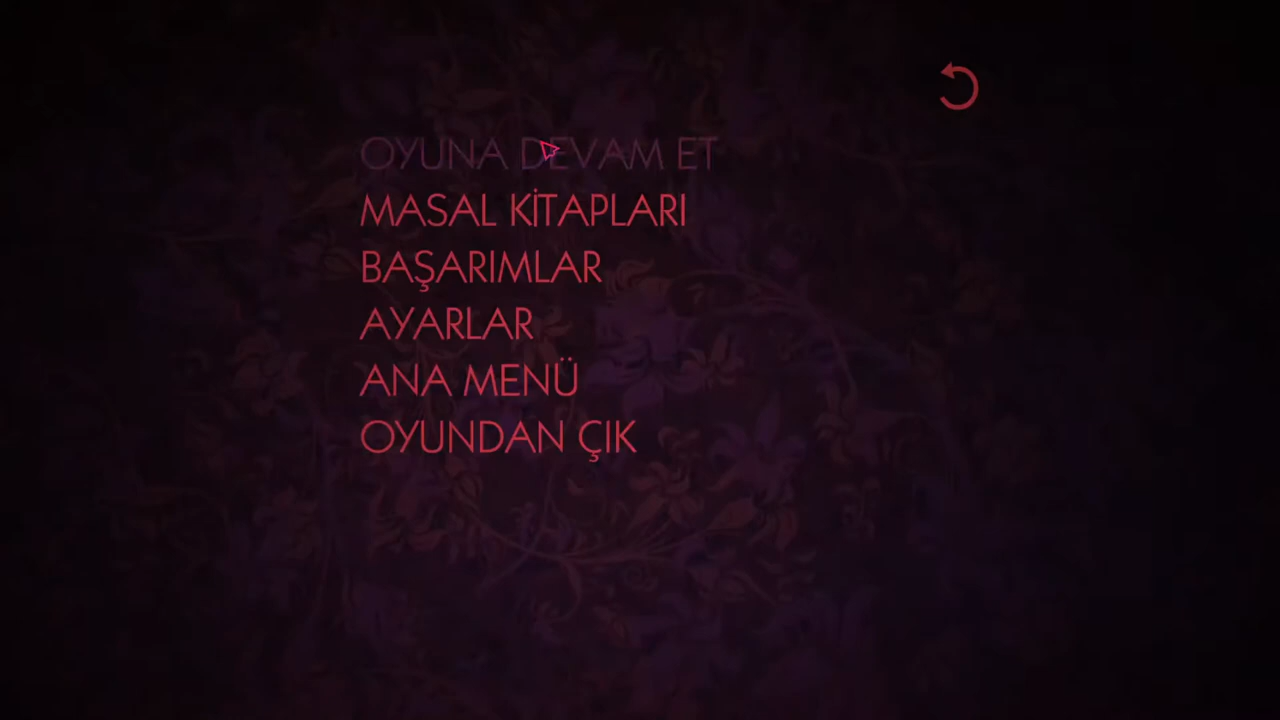 OYUNA DEVAM ET
MASAL KİTAPLARI
BAŞARIMLAR
AYARLAR
ANA MENÜ
OYUNDAN ÇIK